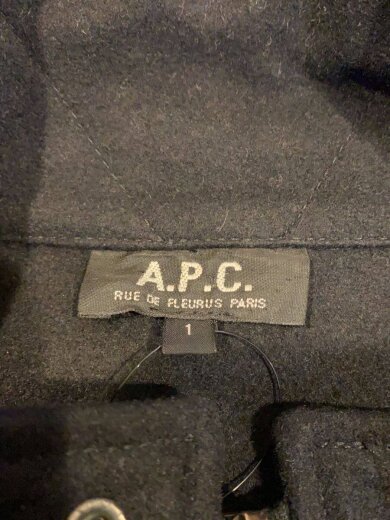 A.P.C.
RUE DE FLEURUS PARIS
1